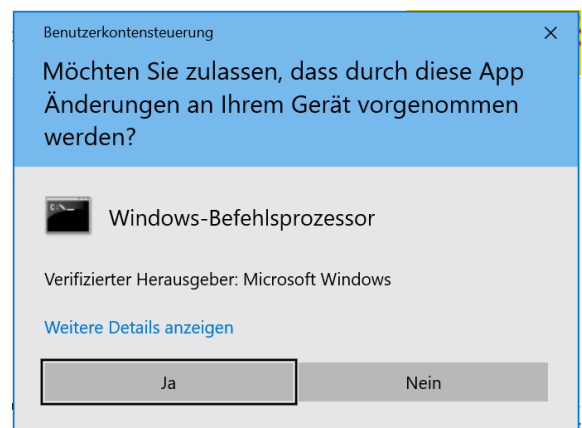 Benutzerkontensteuerung
Möchten Sie zulassen, dass durch diese App
Änderungen an Ihrem Gerät vorgenommen
werden?
C:\_
Windows-Befehlsprozessor
Verifizierter Herausgeber: Microsoft Windows
Weitere Details anzeigen
Ja Nein